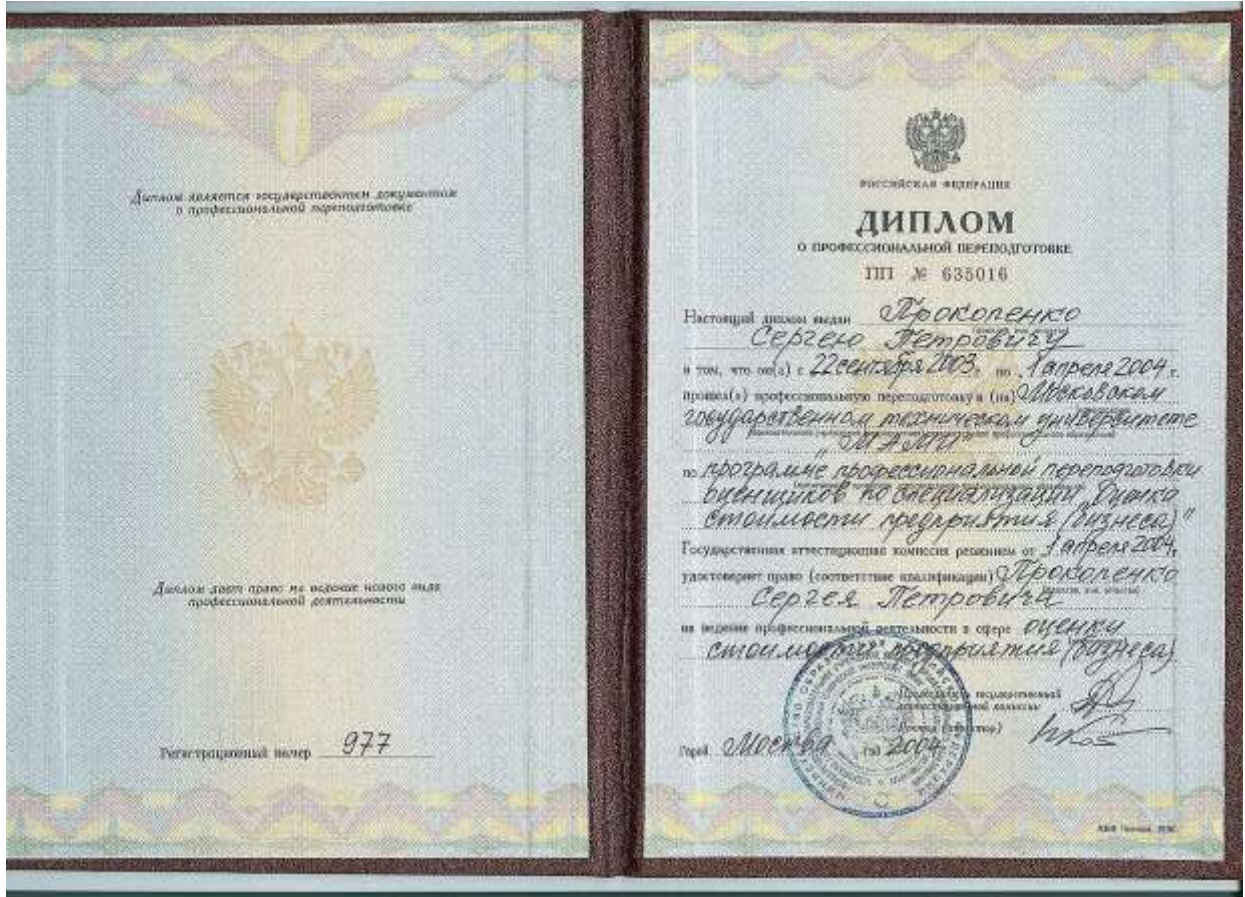 Диплом является государственным документом
о профессиональной переподготовке
Диплом дает право на ведение нового вида
профессиональной деятельности
Регистрационный номер 977
РОССИЙСКАЯ ФЕДЕРАЦИЯ
ДИПЛОМ
О ПРОФЕССИОНАЛЬНОЙ ПЕРЕПОДГОТОВКЕ
ПП № 635016
Настоящий диплом выдан Прокопенко
Сергею Петровичу
в том, что он(а) с 22 сентября 2003 г. по 1 апреля 2004 г.
прошел(а) профессиональную переподготовку в (на) Московском
государственном техническом университете
"МАМИ"
по программе профессиональной переподготовки
оценщиков по специализации "Оценка
стоимости предприятия (бизнеса)"
Государственная аттестационная комиссия решением от 1 апреля 2004 г.
удостоверяет право (соответствие квалификации) Прокопенко
Сергея Петровича
на ведение профессиональной деятельности в сфере оценки
стоимости предприятия (бизнеса)
Председатель государственной
аттестационной комиссии
Ректор (директор)
Город Москва год 2004